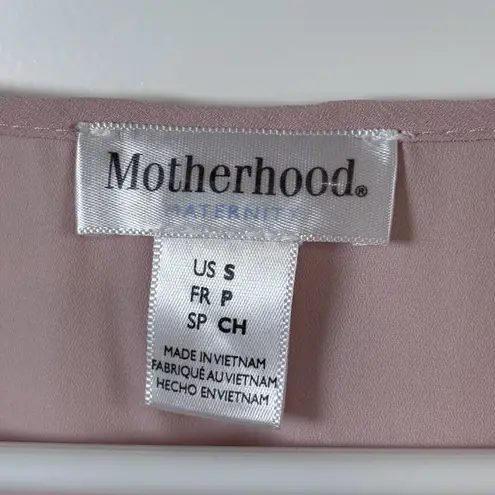 Motherhood®
MATERNITY
US S
FR P
SP CH
MADE IN VIETNAM
FABRIQUÉ AU VIETNAM
HECHO EN VIETNAM